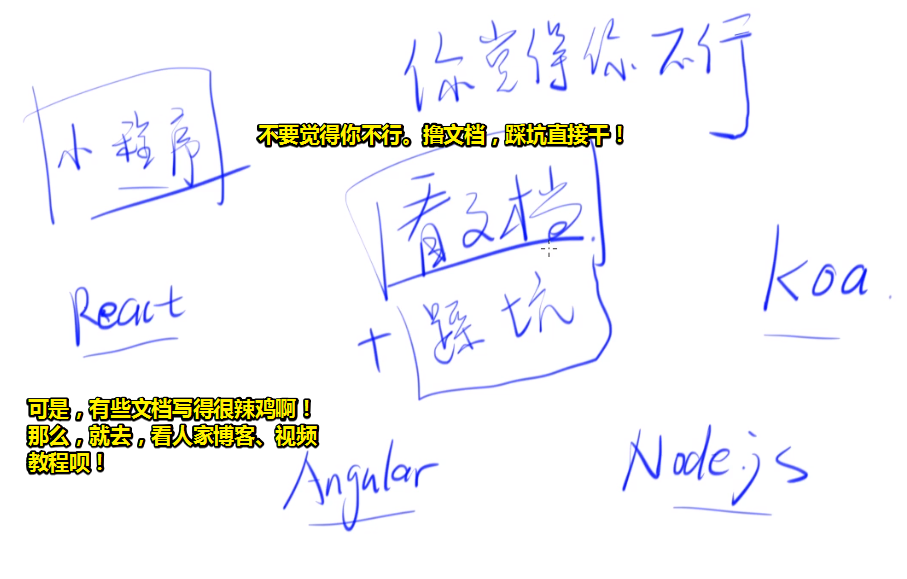 你觉得你不行
不要觉得你不行。撸文档，踩坑直接干！
小程序
看文档
Koa
React
+ 踩坑
可是，有些文档写得很辣鸡啊！
那么，就去，看人家博客、视频
教程呗！
Angular
Node.js